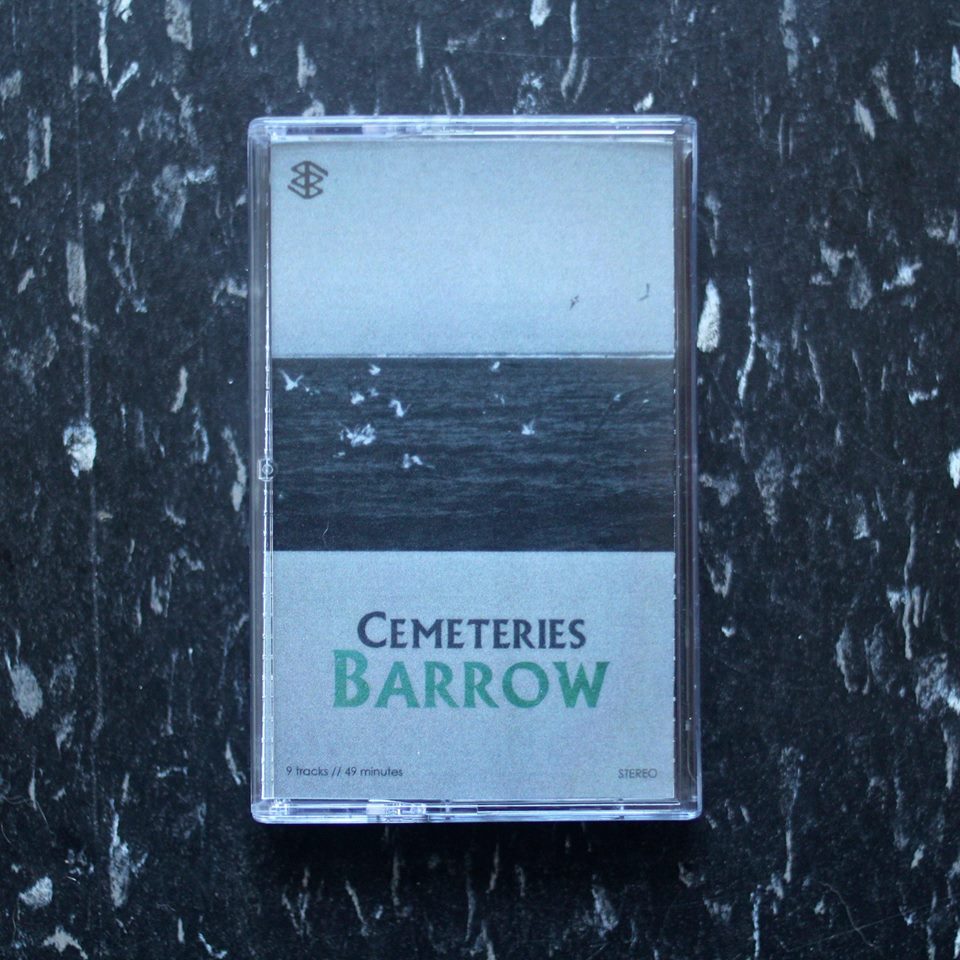 CEMETERIES
BARROW
9 tracks // 49 minutes
STEREO